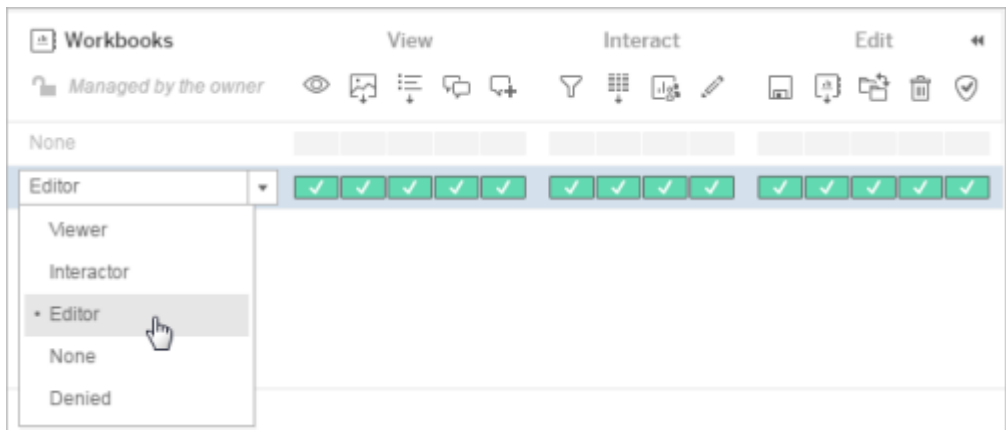 Workbooks View Interact Edit
Managed by the owner
None
Editor
Viewer
Interactor
• Editor
None
Denied